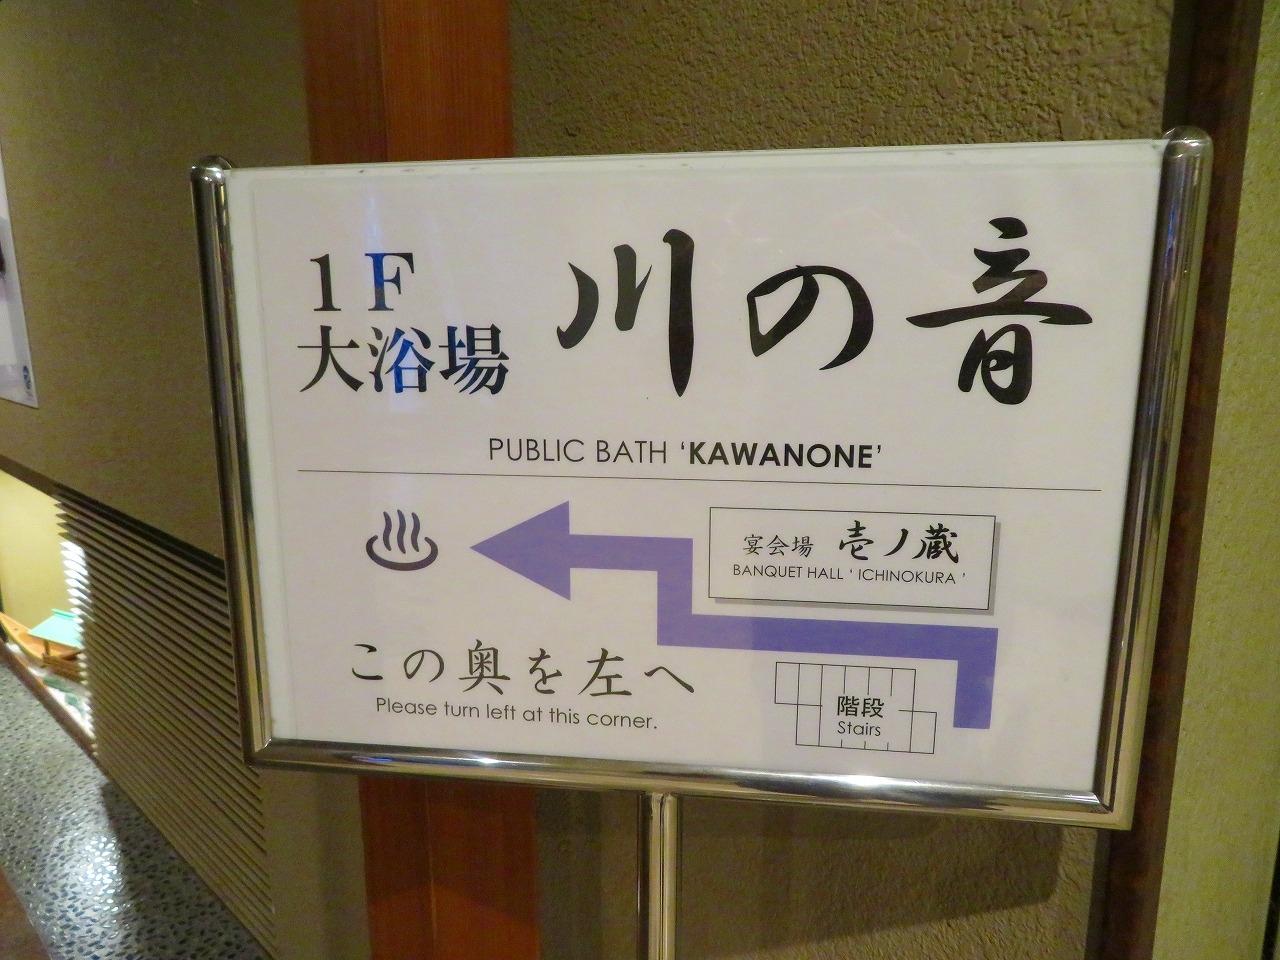 1F
大浴場
川の音
PUBLIC BATH ‘KAWANONE’
宴会場 壱ノ蔵
BANQUET HALL ‘ ICHINOKURA ’
この奥を左へ
Please turn left at this corner.
階段
Stairs